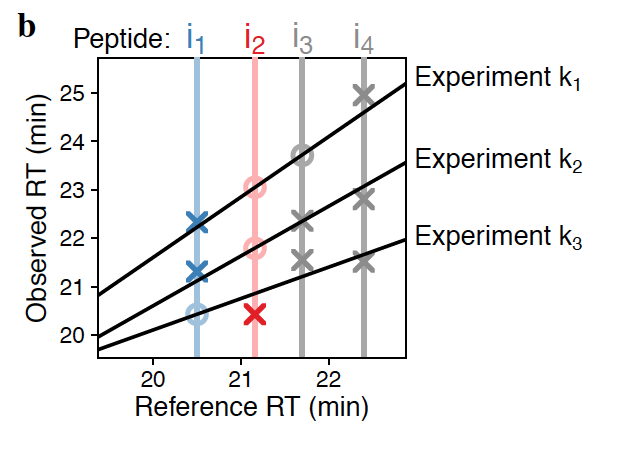 b
Peptide: i1 i2 i3 i4
Experiment k1
Experiment k2
Experiment k3
Observed RT (min)
25
24
23
22
21
20
20 21 22
Reference RT (min)